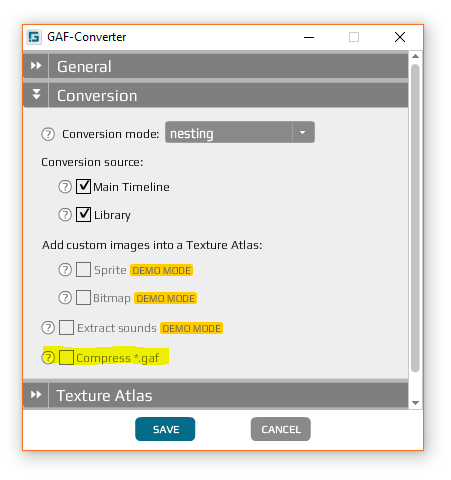 GAF-Converter
General
Conversion
? Conversion mode: nesting
Conversion source:
? Main Timeline
? Library
Add custom images into a Texture Atlas:
? Sprite DEMO MODE
? Bitmap DEMO MODE
? Extract sounds DEMO MODE
? Compress *.gaf
Texture Atlas
SAVE CANCEL